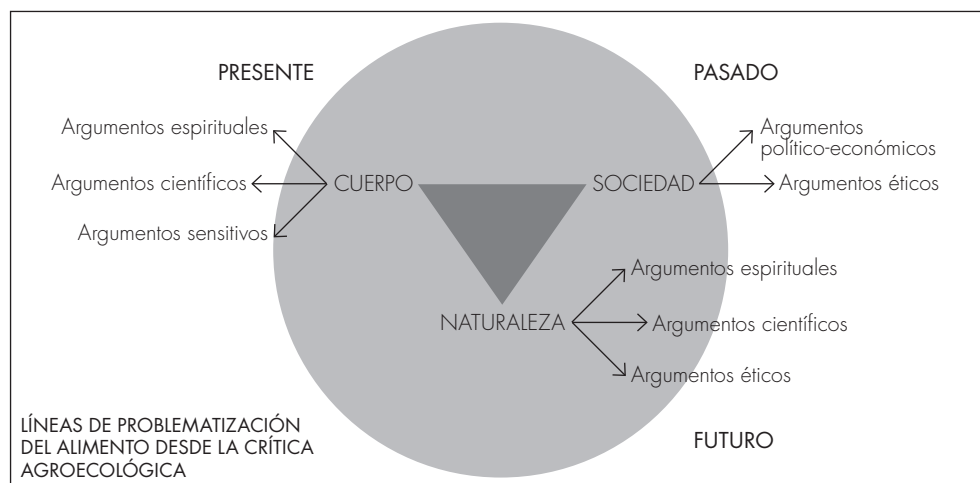 PRESENTE
PASADO
Argumentos espirituales
Argumentos científicos
Argumentos sensitivos
CUERPO
SOCIEDAD
Argumentos
político-económicos
Argumentos éticos
NATURALEZA
Argumentos espirituales
Argumentos científicos
Argumentos éticos
LÍNEAS DE PROBLEMATIZACIÓN
DEL ALIMENTO DESDE LA CRÍTICA
AGROECOLÓGICA
FUTURO